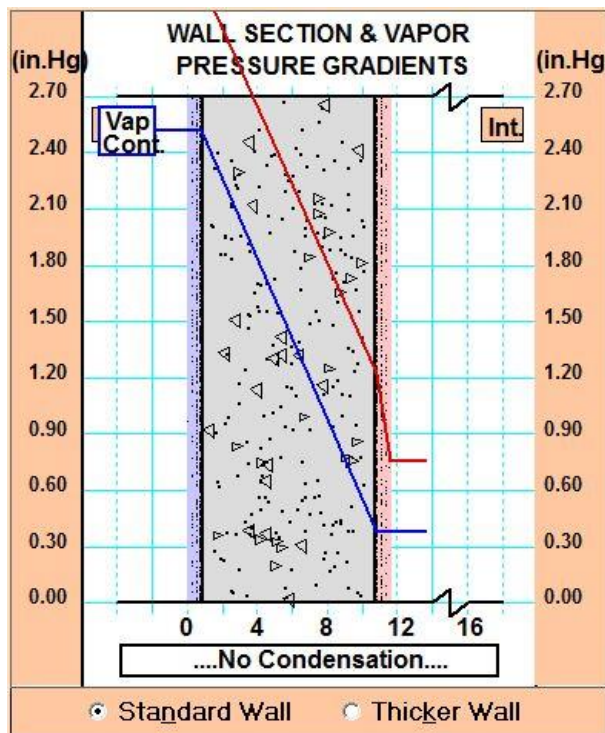 WALL SECTION & VAPOR
(in.Hg) PRESSURE GRADIENTS (in.Hg)
2.70 2.70
Vap Int.
Cont.
2.40 2.40
2.10 2.10
1.80 1.80
1.50 1.50
1.20 1.20
0.90 0.90
0.60 0.60
0.30 0.30
0.00 0.00
0 4 8 12 16
....No Condensation....
Standard Wall Thicker Wall